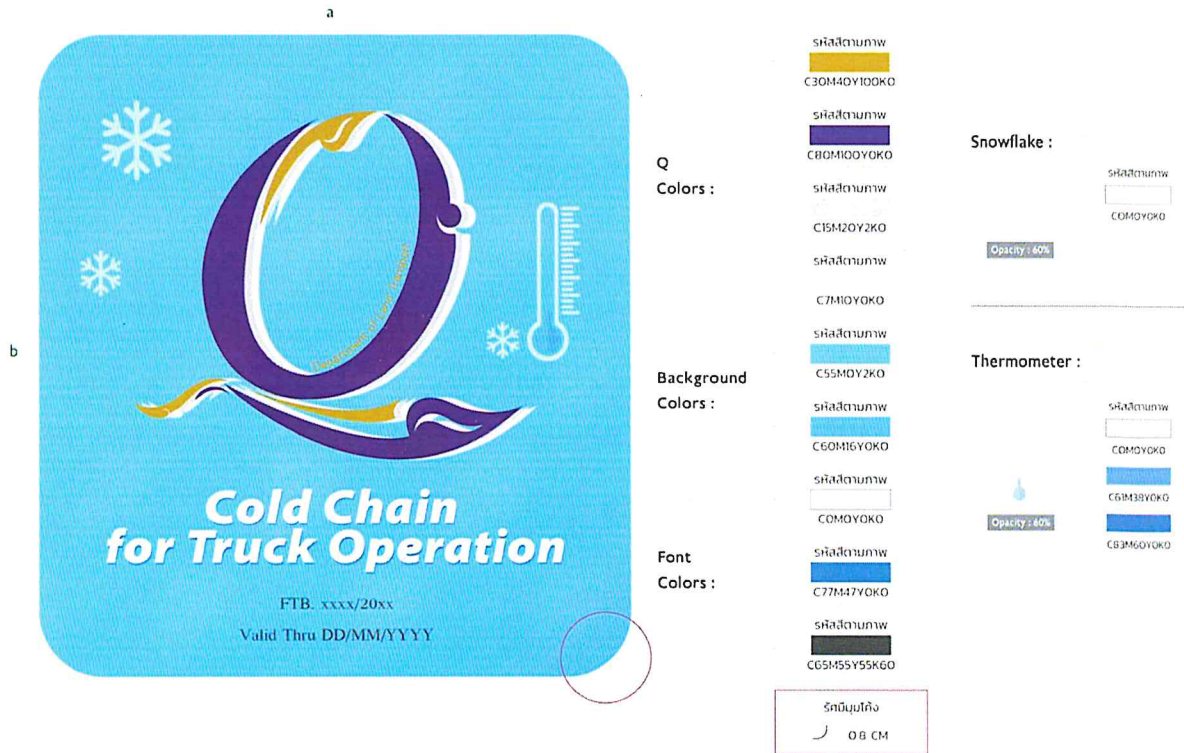 a
b
Department of Land Transport
Cold Chain
for Truck Operation
FTB. xxxx/20xx
Valid Thru DD/MM/YYYY
Q
Colors :
รหัสสีตามภาพ
C30M40Y100K0
รหัสสีตามภาพ
C80M100Y0K0
รหัสสีตามภาพ
C15M20Y2K0
รหัสสีตามภาพ
C7M10Y0K0
Background
Colors :
รหัสสีตามภาพ
C55M0Y2K0
รหัสสีตามภาพ
C60M16Y0K0
รหัสสีตามภาพ
C0M0Y0K0
Font
Colors :
รหัสสีตามภาพ
C77M47Y0K0
รหัสสีตามภาพ
C65M55Y55K60
รัศมีมุมโค้ง
0.8 CM
Snowflake :
รหัสสีตามภาพ
C0M0Y0K0
Opacity : 60%
Thermometer :
รหัสสีตามภาพ
C0M0Y0K0
C61M38Y0K0
Opacity : 60%
C83M60Y0K0